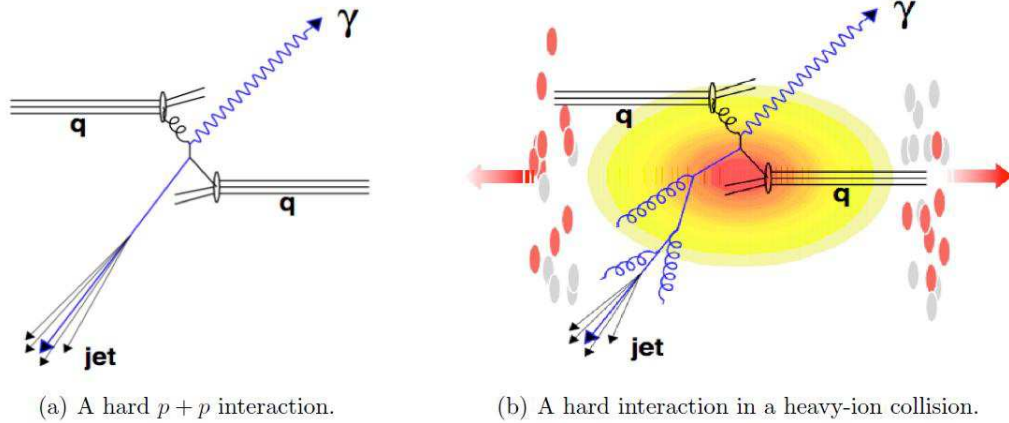 γ
q
q
jet
(a) A hard p + p interaction.
γ
q
q
jet
(b) A hard interaction in a heavy-ion collision.